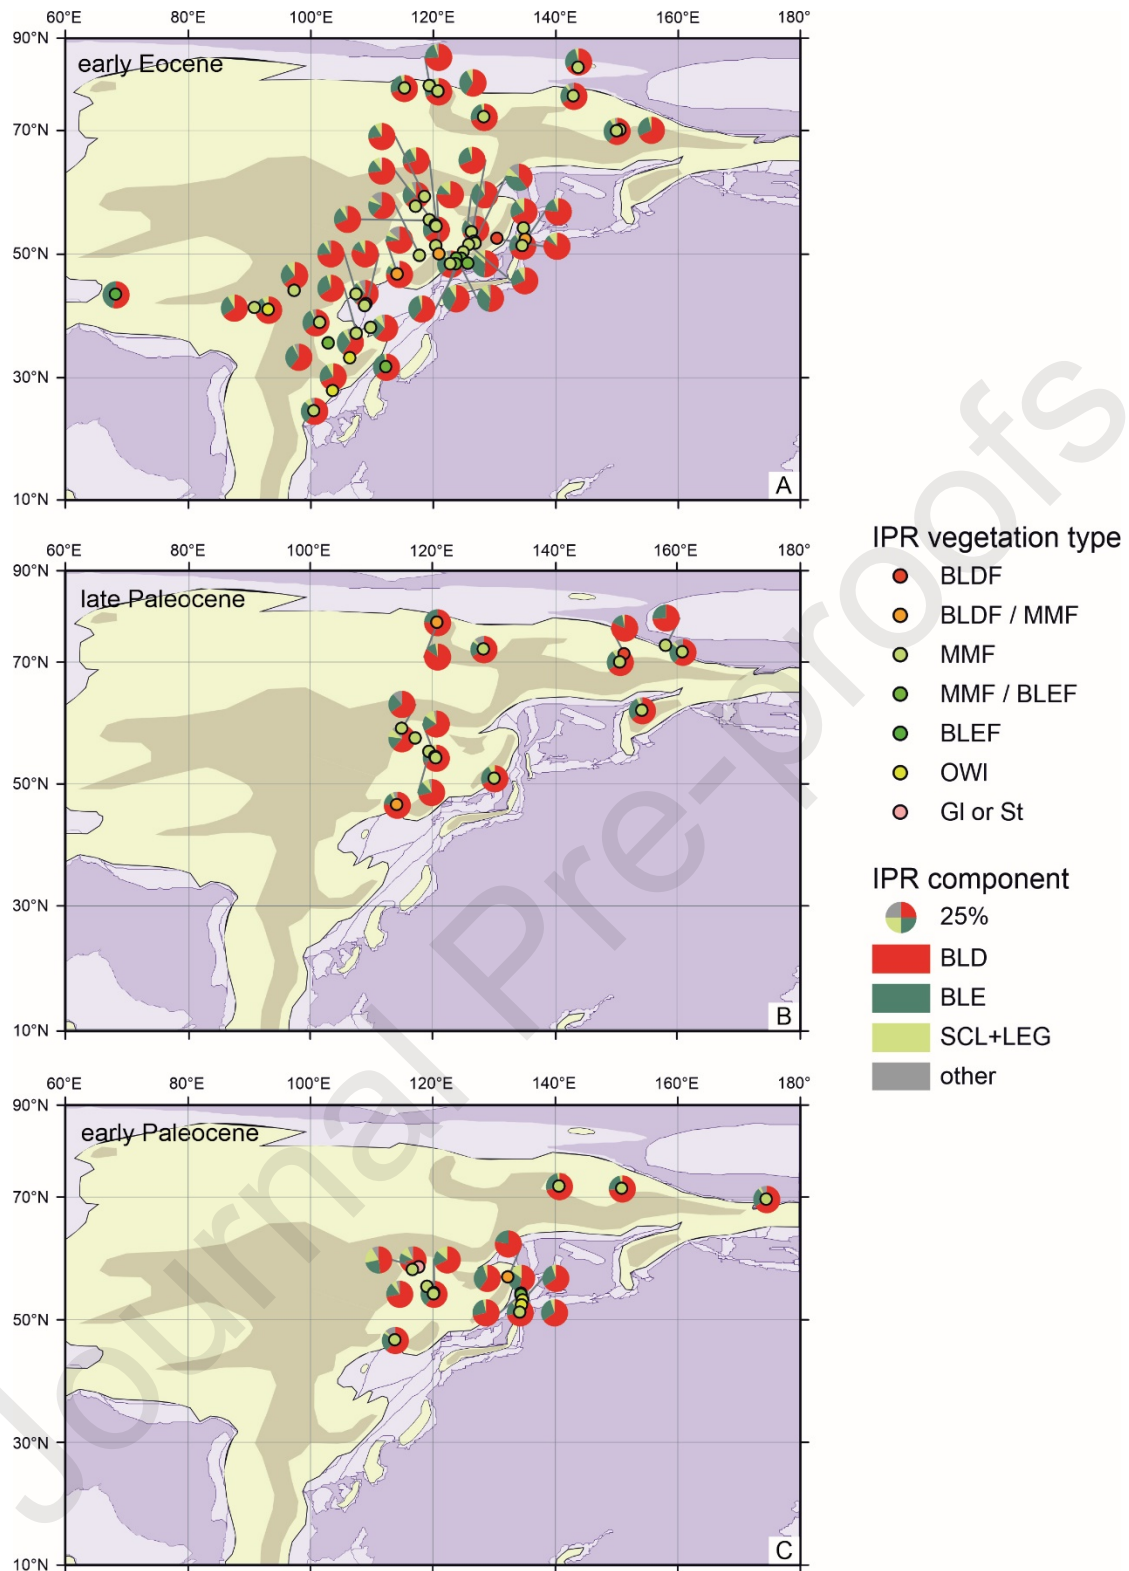 60°E 80°E 100°E 120°E 140°E 160°E 180°
90°N
early Eocene
70°N
50°N
30°N
10°N
A
60°E 80°E 100°E 120°E 140°E 160°E 180°
90°N
late Paleocene
70°N
50°N
30°N
10°N
B
60°E 80°E 100°E 120°E 140°E 160°E 180°
90°N
early Paleocene
70°N
50°N
30°N
10°N
C
IPR vegetation type
BLDF
BLDF / MMF
MMF
MMF / BLEF
BLEF
OWl
Gl or St
IPR component
25%
BLD
BLE
SCL+LEG
other
Journal Pre-proofs